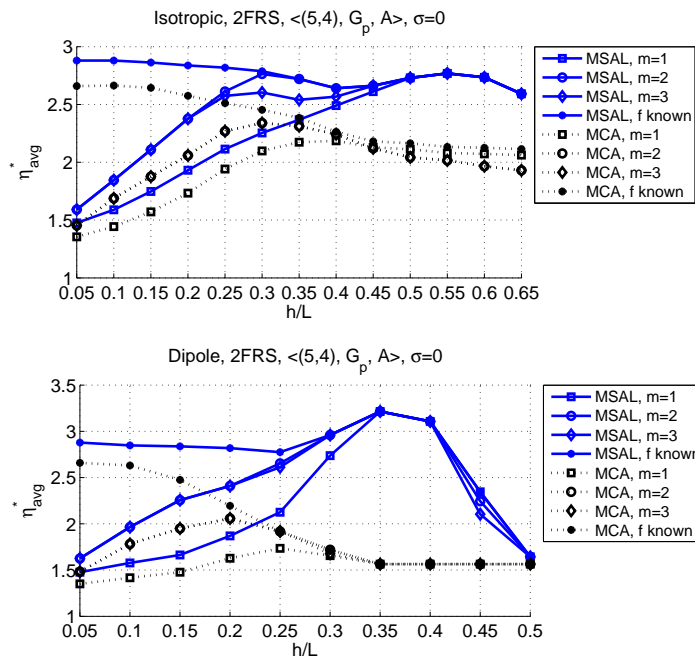 Isotropic, 2FRS, <(5,4), G_p, A>, σ=0
3
2.5
2
1.5
1
η*_avg
0.05 0.1 0.15 0.2 0.25 0.3 0.35 0.4 0.45 0.5 0.55 0.6 0.65
h/L
MSAL, m=1
MSAL, m=2
MSAL, m=3
MSAL, f known
MCA, m=1
MCA, m=2
MCA, m=3
MCA, f known
Dipole, 2FRS, <(5,4), G_p, A>, σ=0
3.5
3
2.5
2
1.5
1
η*_avg
0.05 0.1 0.15 0.2 0.25 0.3 0.35 0.4 0.45 0.5
h/L
MSAL, m=1
MSAL, m=2
MSAL, m=3
MSAL, f known
MCA, m=1
MCA, m=2
MCA, m=3
MCA, f known